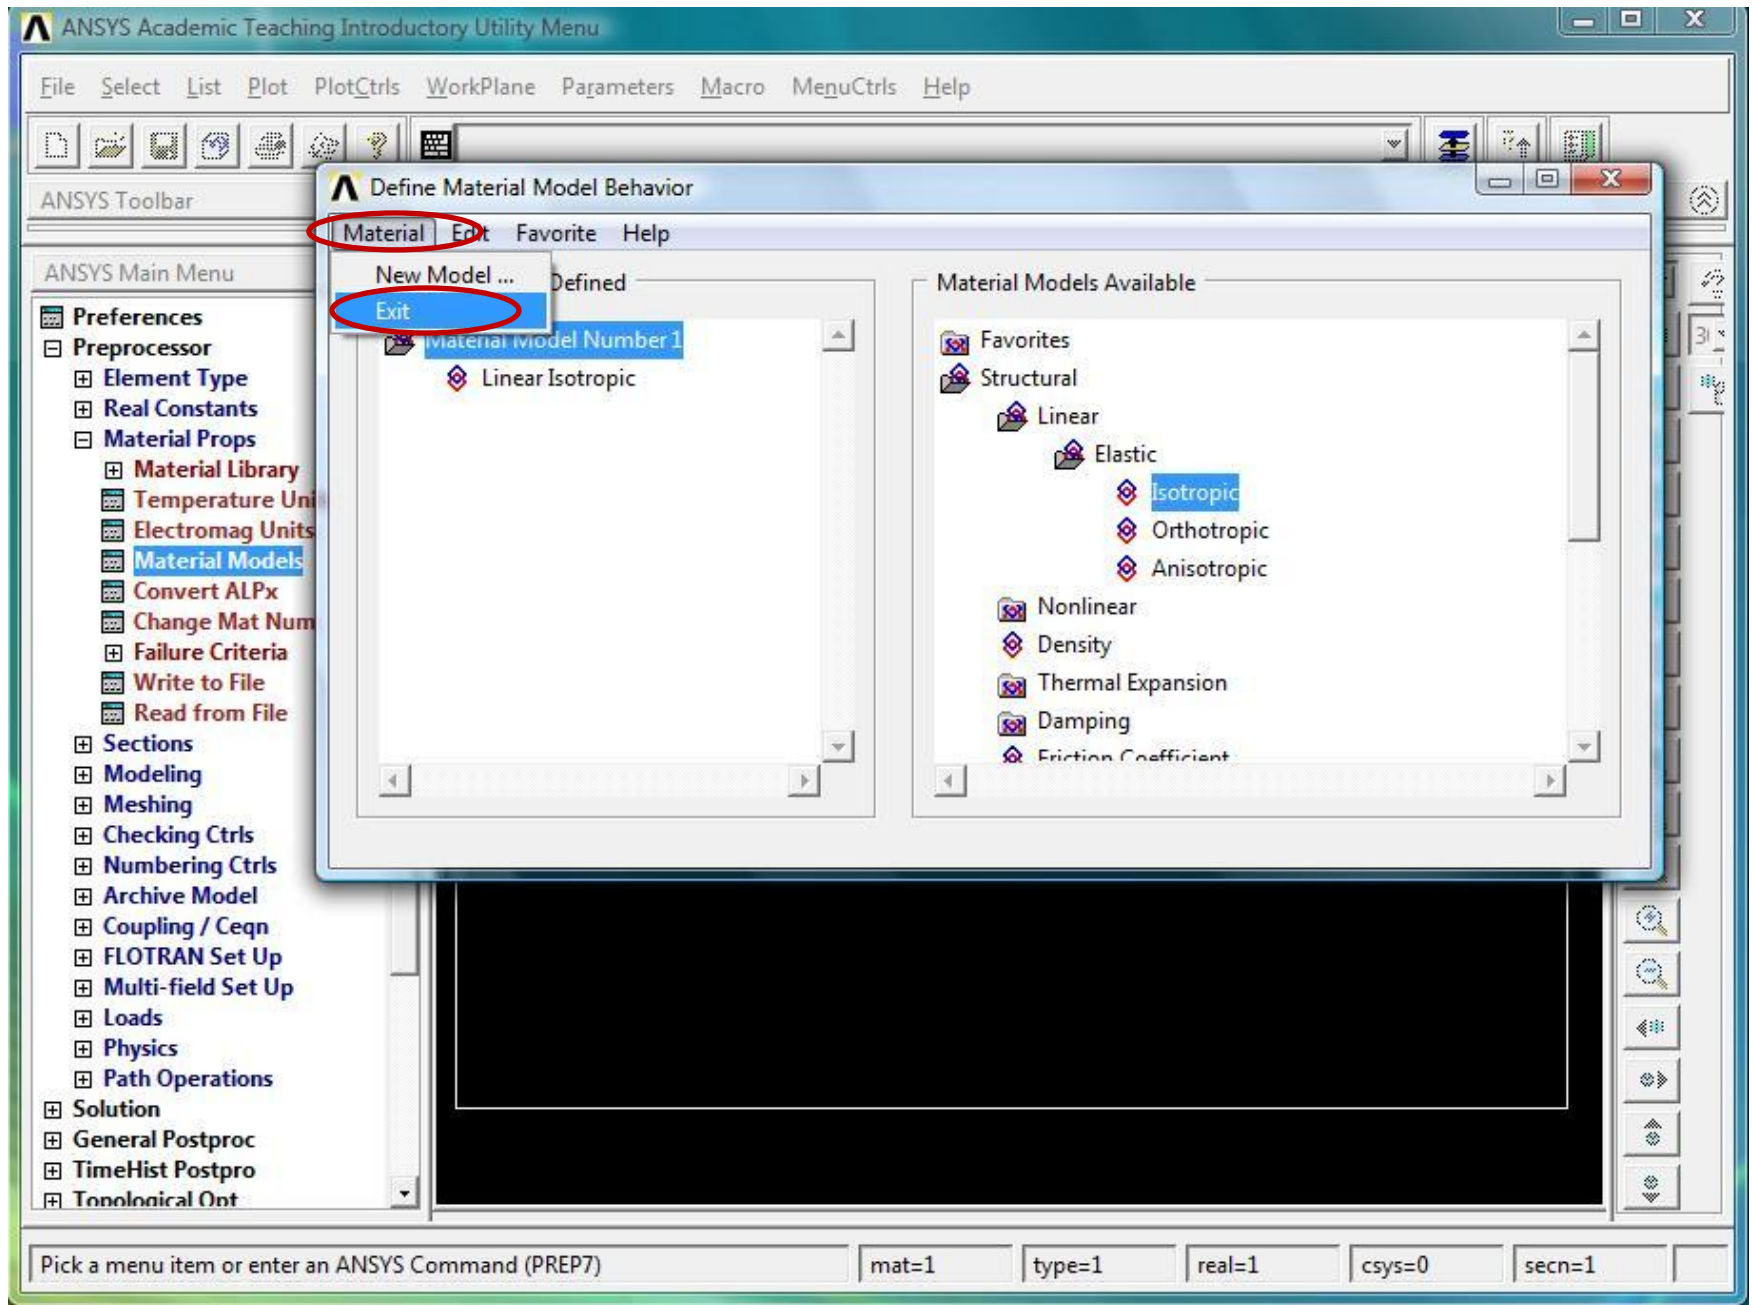 ANSYS Academic Teaching Introductory Utility Menu
File Select List Plot PlotCtrls WorkPlane Parameters Macro MenuCtrls Help
ANSYS Toolbar
Define Material Model Behavior
Material Edit Favorite Help
New Model ...
Exit
Defined
Material Model Number 1
Linear Isotropic
Material Models Available
Favorites
Structural
Linear
Elastic
Isotropic
Orthotropic
Anisotropic
Nonlinear
Density
Thermal Expansion
Damping
Friction Coefficient
ANSYS Main Menu
Preferences
Preprocessor
Element Type
Real Constants
Material Props
Material Library
Temperature Uni
Electromag Units
Material Models
Convert ALPx
Change Mat Num
Failure Criteria
Write to File
Read from File
Sections
Modeling
Meshing
Checking Ctrls
Numbering Ctrls
Archive Model
Coupling / Ceqn
FLOTRAN Set Up
Multi-field Set Up
Loads
Physics
Path Operations
Solution
General Postproc
TimeHist Postpro
Topological Opt
Pick a menu item or enter an ANSYS Command (PREP7)
mat=1 type=1 real=1 csys=0 secn=1